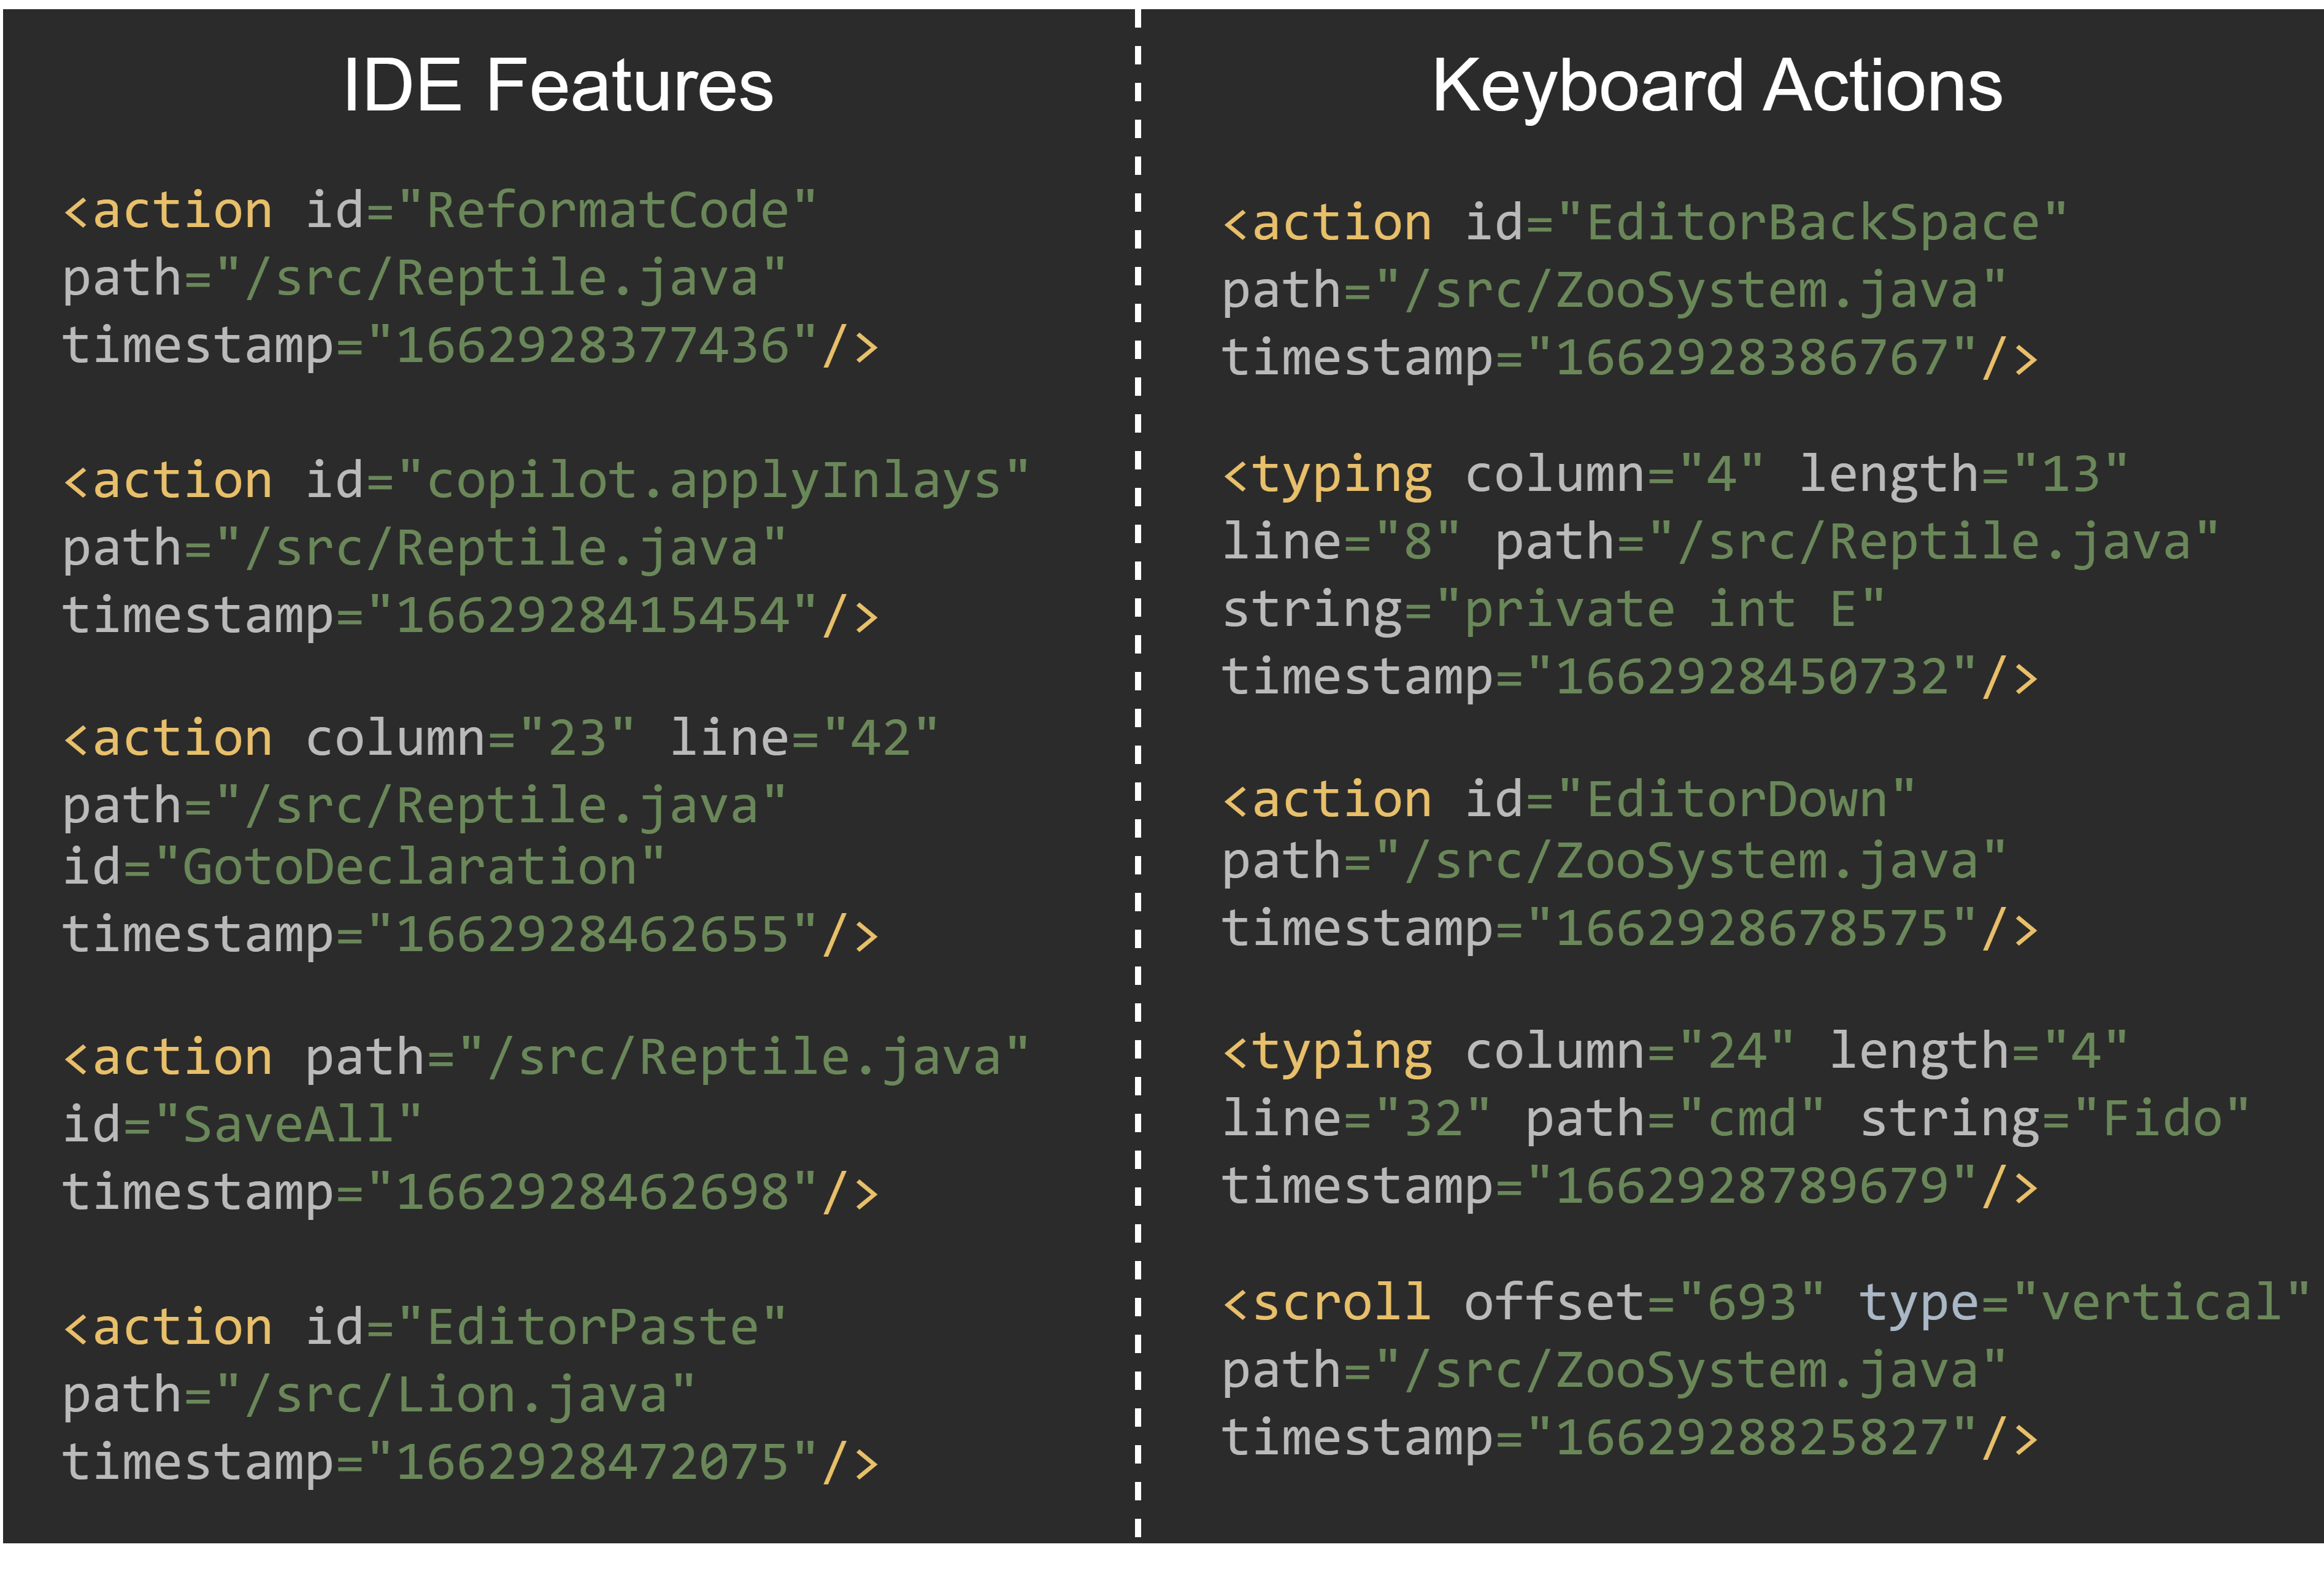 IDE Features
<action id="ReformatCode"
path="/src/Reptile.java"
timestamp="1662928377436"/>
<action id="copilot.applyInlays"
path="/src/Reptile.java"
timestamp="1662928415454"/>
<action column="23" line="42"
path="/src/Reptile.java"
id="GotoDeclaration"
timestamp="1662928462655"/>
<action path="/src/Reptile.java"
id="SaveAll"
timestamp="1662928462698"/>
<action id="EditorPaste"
path="/src/Lion.java"
timestamp="1662928472075"/>
Keyboard Actions
<action id="EditorBackSpace"
path="/src/ZooSystem.java"
timestamp="1662928386767"/>
<typing column="4" length="13"
line="8" path="/src/Reptile.java"
string="private int E"
timestamp="1662928450732"/>
<action id="EditorDown"
path="/src/ZooSystem.java"
timestamp="1662928678575"/>
<typing column="24" length="4"
line="32" path="cmd" string="Fido"
timestamp="1662928789679"/>
<scroll offset="693" type="vertical"
path="/src/ZooSystem.java"
timestamp="1662928825827"/>